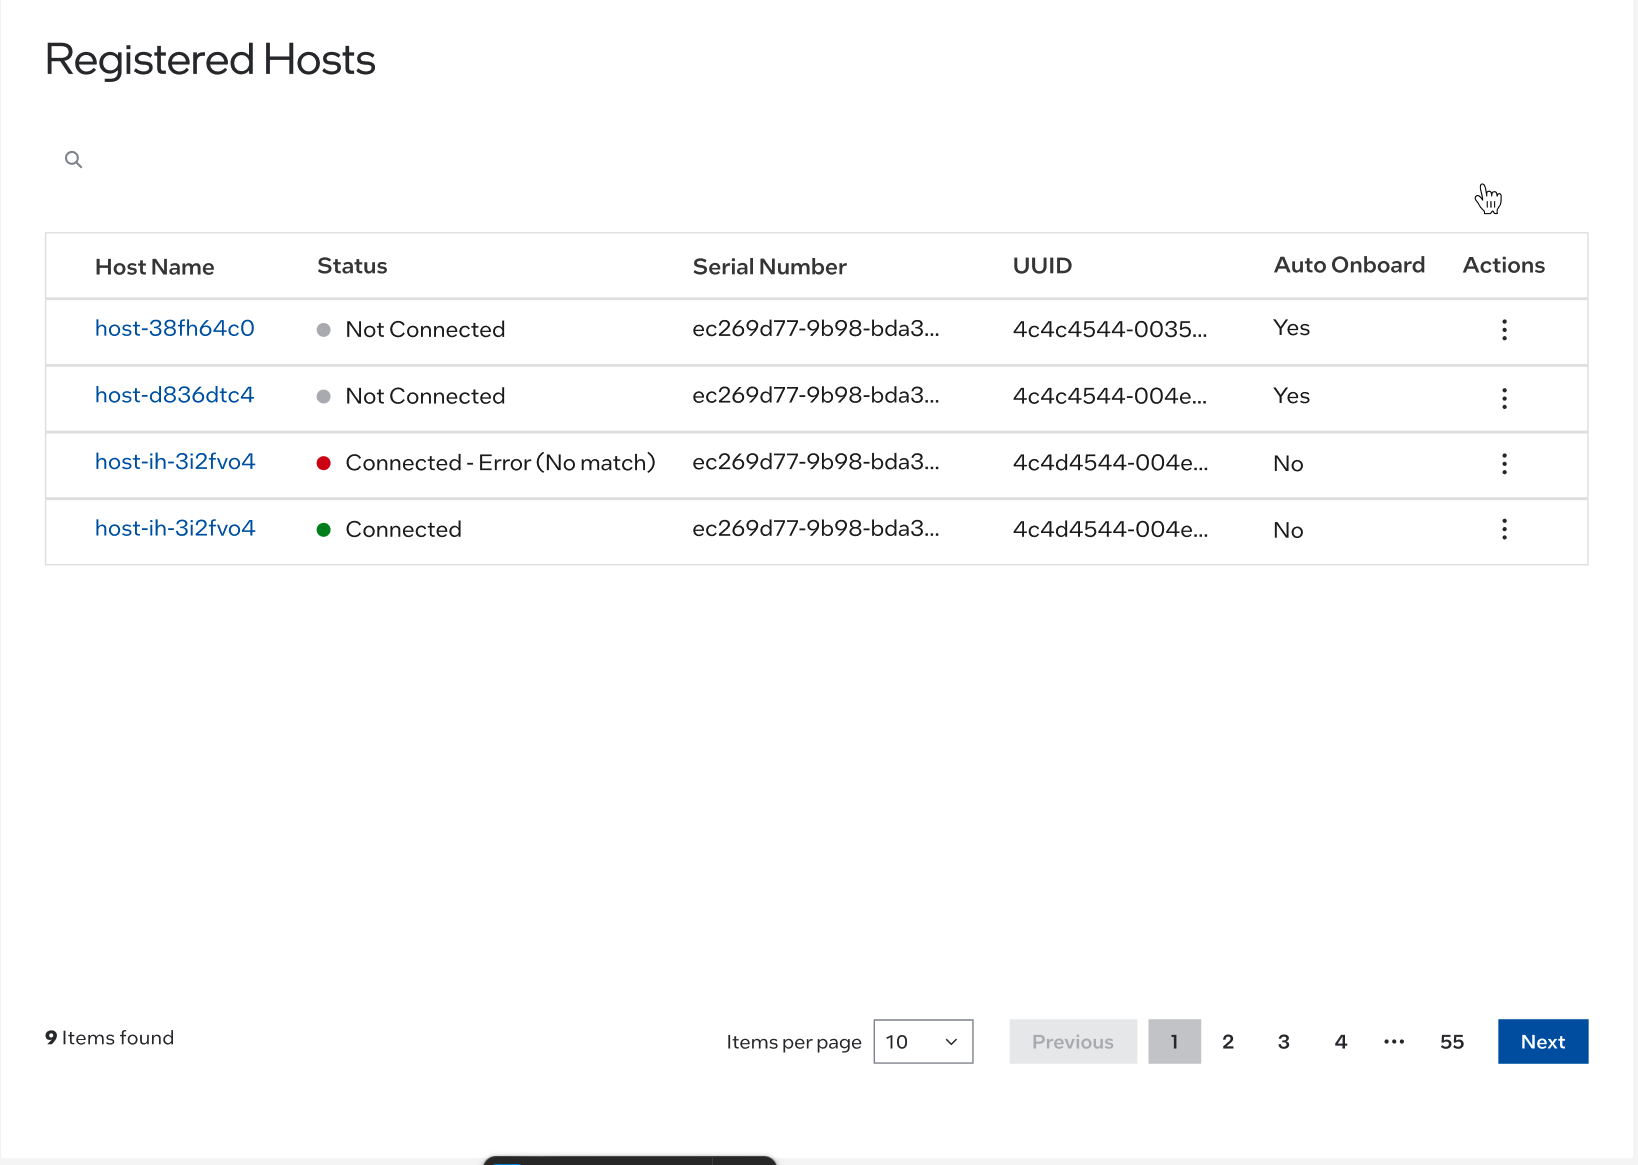 Registered Hosts
Host Name Status Serial Number UUID Auto Onboard Actions
host-38fh64c0 Not Connected ec269d77-9b98-bda3... 4c4c4544-0035... Yes
host-d836dtc4 Not Connected ec269d77-9b98-bda3... 4c4c4544-004e... Yes
host-ih-3i2fvo4 Connected - Error (No match) ec269d77-9b98-bda3... 4c4d4544-004e... No
host-ih-3i2fvo4 Connected ec269d77-9b98-bda3... 4c4d4544-004e... No
9 Items found Items per page 10 Previous 1 2 3 4 ... 55 Next